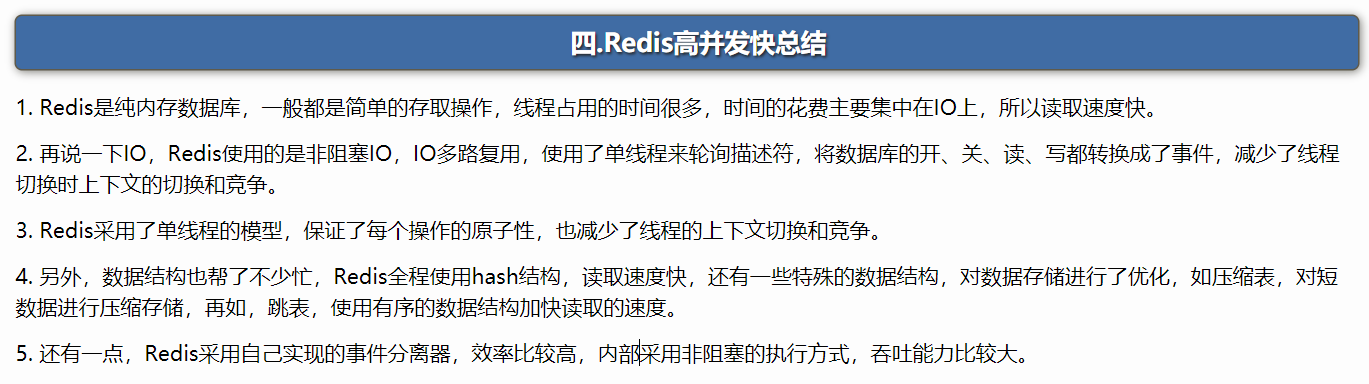 四.Redis高并发快总结
1. Redis是纯内存数据库，一般都是简单的存取操作，线程占用的时间很多，时间的花费主要集中在IO上，所以读取速度快。
2. 再说一下IO，Redis使用的是非阻塞IO，IO多路复用，使用了单线程来轮询描述符，将数据库的开、关、读、写都转换成了事件，减少了线程
切换时上下文的切换和竞争。
3. Redis采用了单线程的模型，保证了每个操作的原子性，也减少了线程的上下文切换和竞争。
4. 另外，数据结构也帮了不少忙，Redis全程使用hash结构，读取速度快，还有一些特殊的数据结构，对数据存储进行了优化，如压缩表，对短
数据进行压缩存储，再如，跳表，使用有序的数据结构加快读取的速度。
5. 还有一点，Redis采用自己实现的事件分离器，效率比较高，内部采用非阻塞的执行方式，吞吐能力比较大。